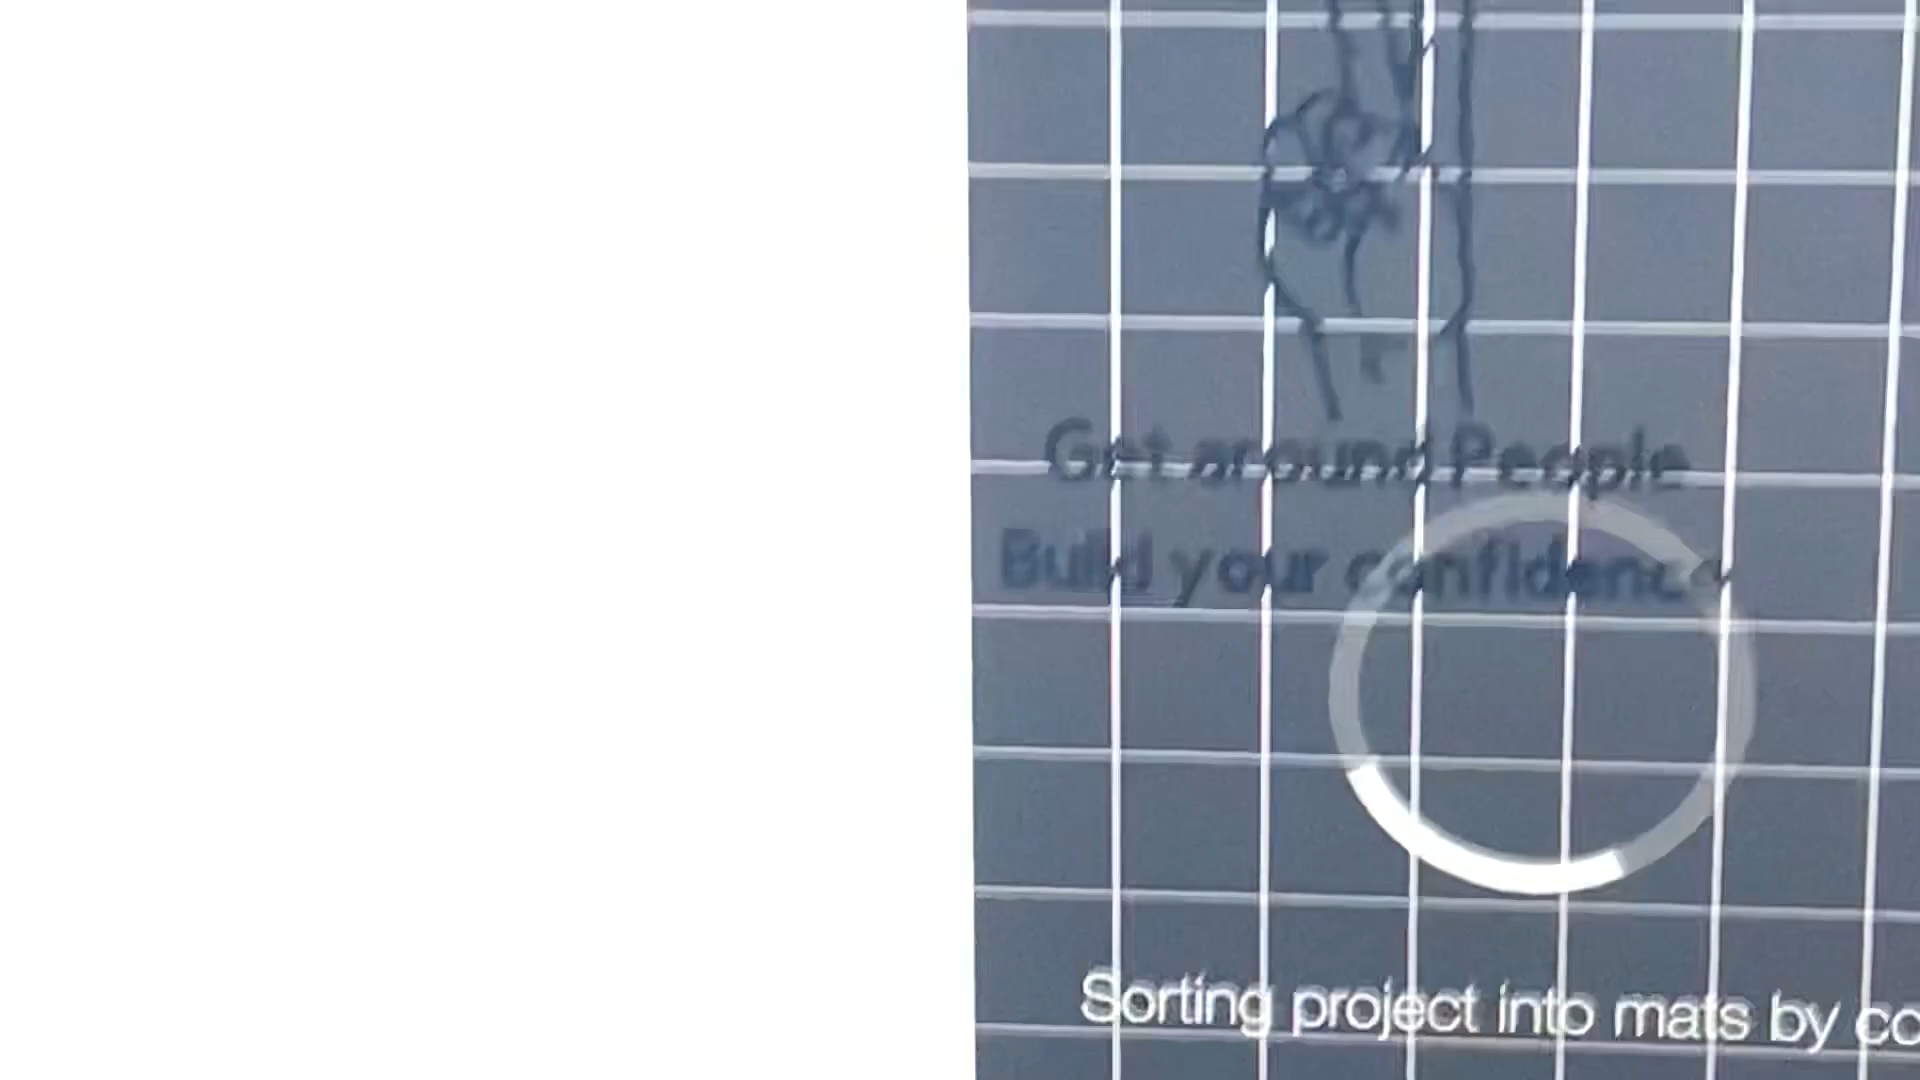 Get around People
Build your confidence
Sorting project into mats by co